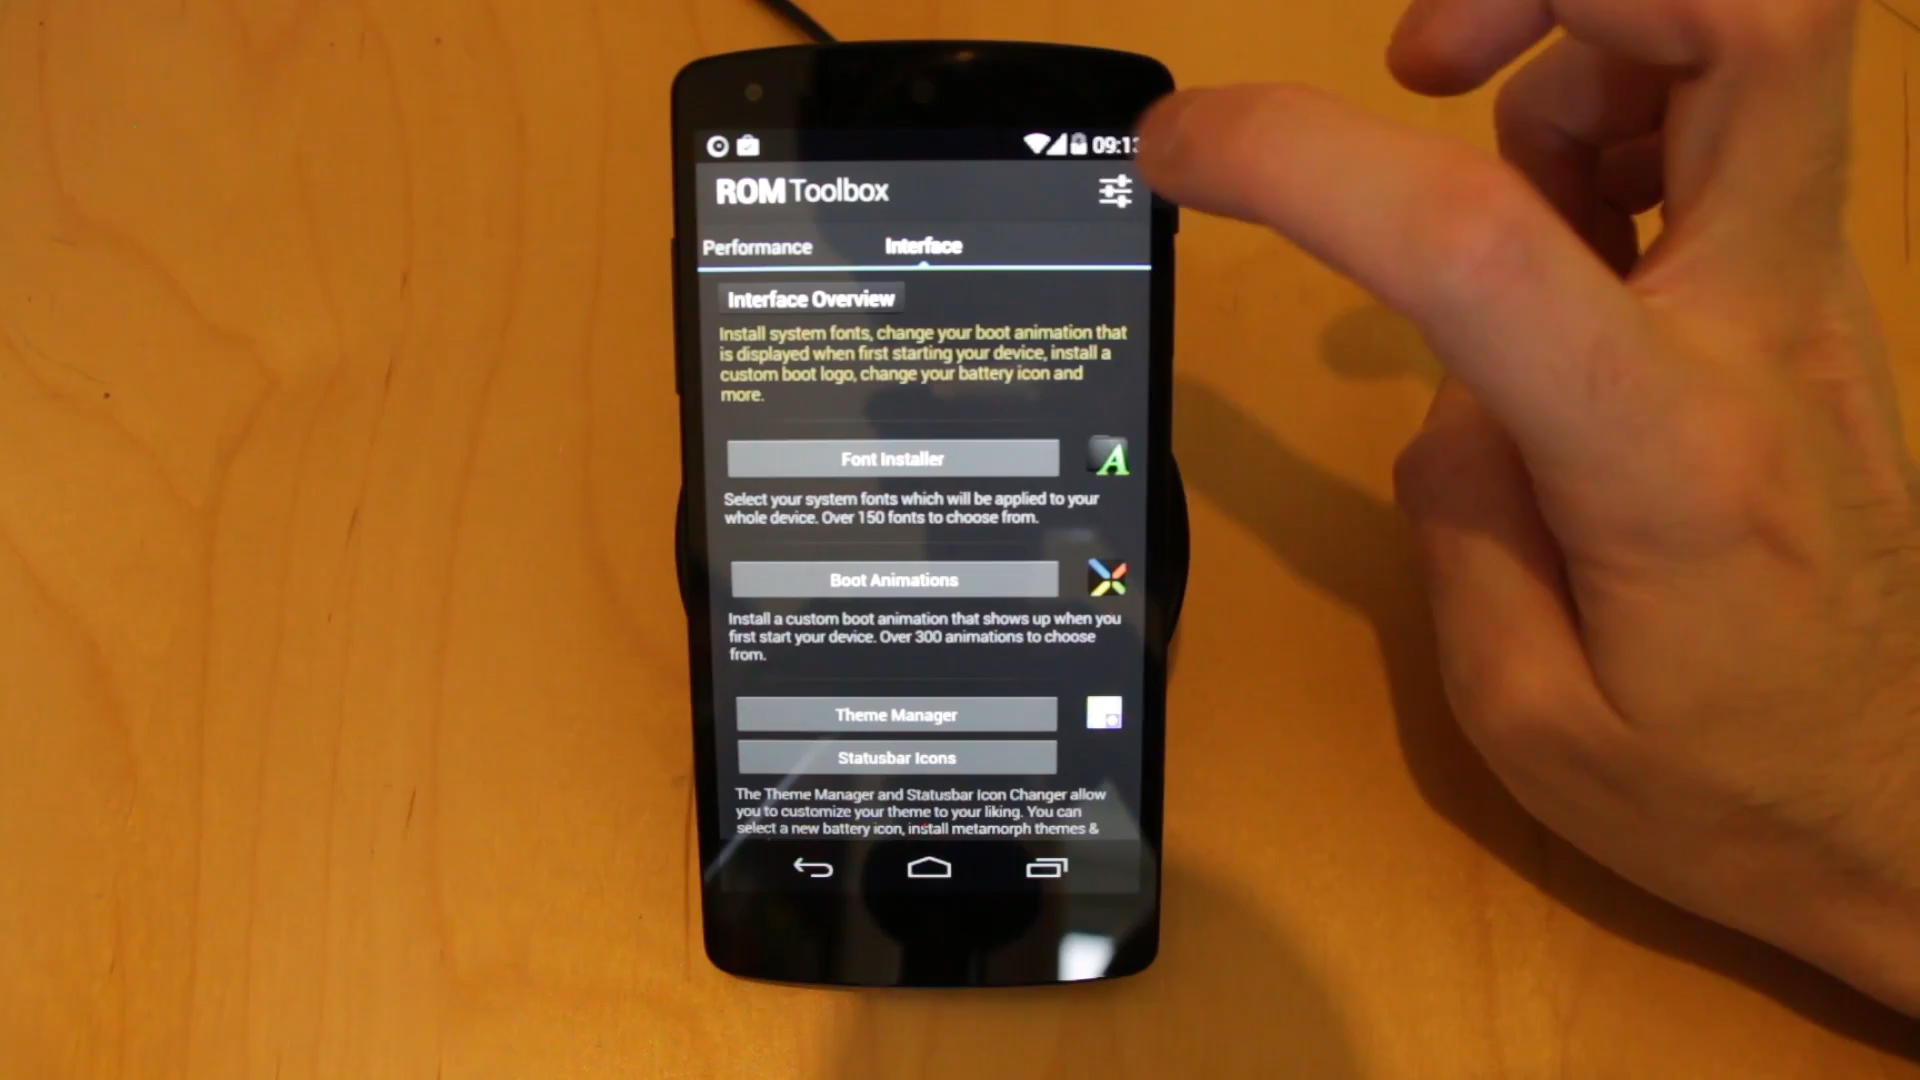 09:1
ROM Toolbox
Performance Interface
Interface Overview
Install system fonts, change your boot animation that
is displayed when first starting your device, install a
custom boot logo, change your battery icon and
more.
Font Installer
A
Select your system fonts which will be applied to your
whole device. Over 150 fonts to choose from.
Boot Animations
Install a custom boot animation that shows up when you
first start your device. Over 300 animations to choose
from.
Theme Manager
Statusbar Icons
The Theme Manager and Statusbar Icon Changer allow
you to customize your theme to your liking. You can
select a new battery icon, install metamorph themes &